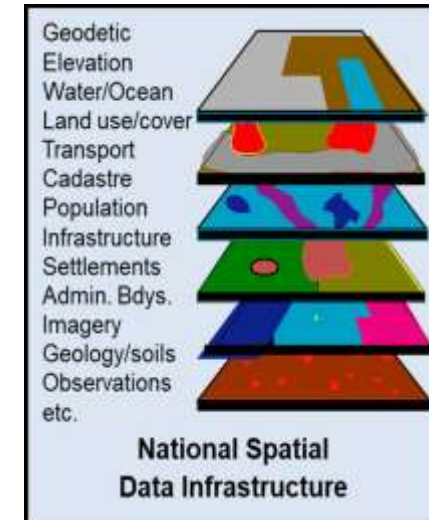 Geodetic
Elevation
Water/Ocean
Land use/cover
Transport
Cadastre
Population
Infrastructure
Settlements
Admin. Bdys.
Imagery
Geology/soils
Observations
etc.
National Spatial
Data Infrastructure